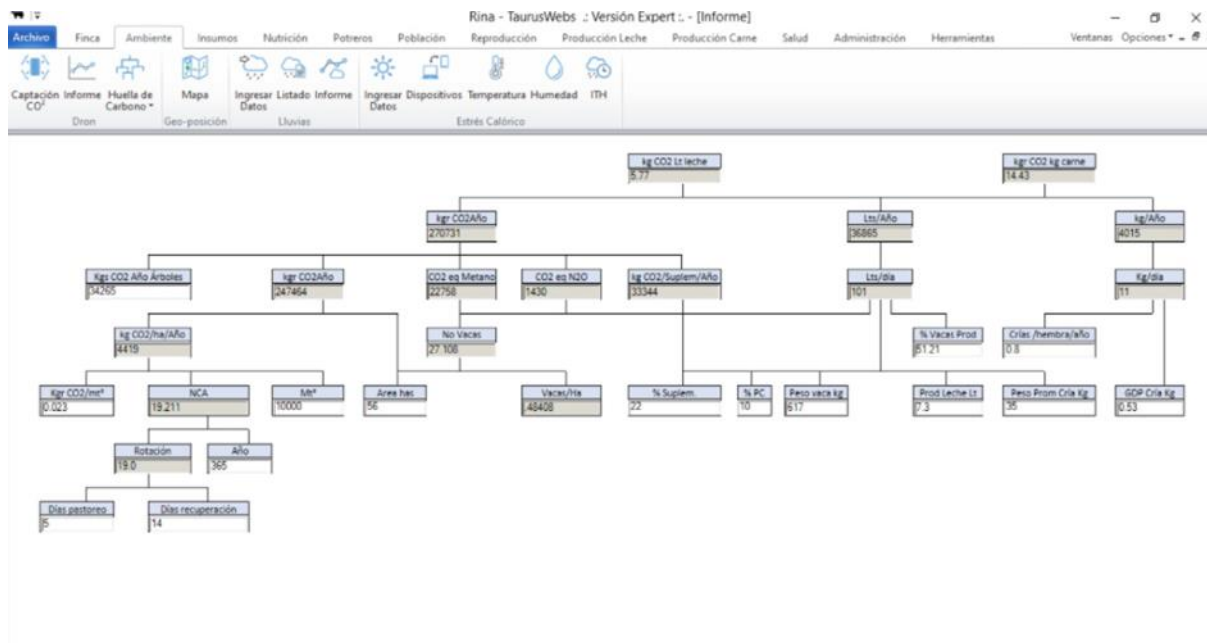 Rina - TaurusWebs .: Versión Expert :. - [Informe]
Archivo Finca Ambiente Insumos Nutrición Potreros Población Reproducción Producción Leche Producción Carne Salud Administración Herramientas Ventanas Opciones
Captación CO² Informe Huella de Carbono Mapa Ingresar Datos Listado Informe Ingresar Datos Dispositivos Temperatura Humedad ITH
Dron Geo-posición Lluvias Estrés Calórico
kg CO2 Lt leche kgr CO2 kg carne
5.77 14.43
kgr CO2Año Lts/Año kg/Año
270731 36865 4015
Kgs CO2 Año Árboles kgr CO2Año CO2 eq Metano CO2 eq N2O kg CO2/Suplem/Año Lts/día Kg/día
34265 247464 22758 1430 33344 101 11
kg CO2/ha/Año No Vacas % Vacas Prod Crías /hembra/año
4419 27.108 51.21 0.8
Kgr CO2/mt² NCA Mt² Area has Vacas/Ha % Suplem. % PC Peso vaca kg Prod Leche Lt Peso Prom Cría Kg GDP Cría Kg
0.023 19.211 10000 56 .48408 22 10 617 7.3 35 0.53
Rotación Año
19.0 365
Días pastoreo Días recuperación
5 14